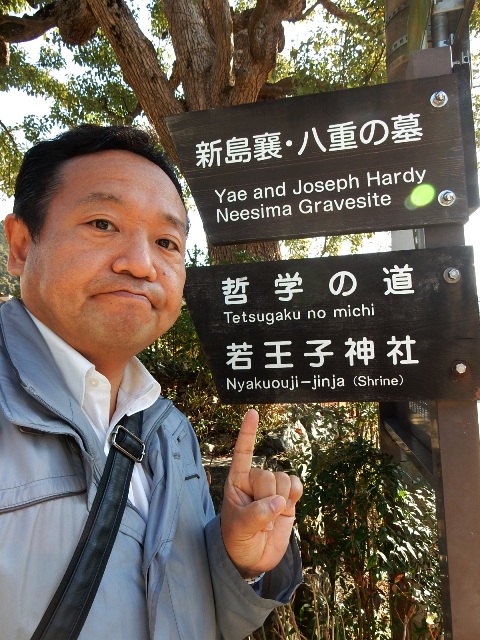 新島襄・八重の墓
Yae and Joseph Hardy
Neesima Gravesite
哲学の道
Tetsugaku no michi
若王子神社
Nyakuouji-jinja (Shrine)